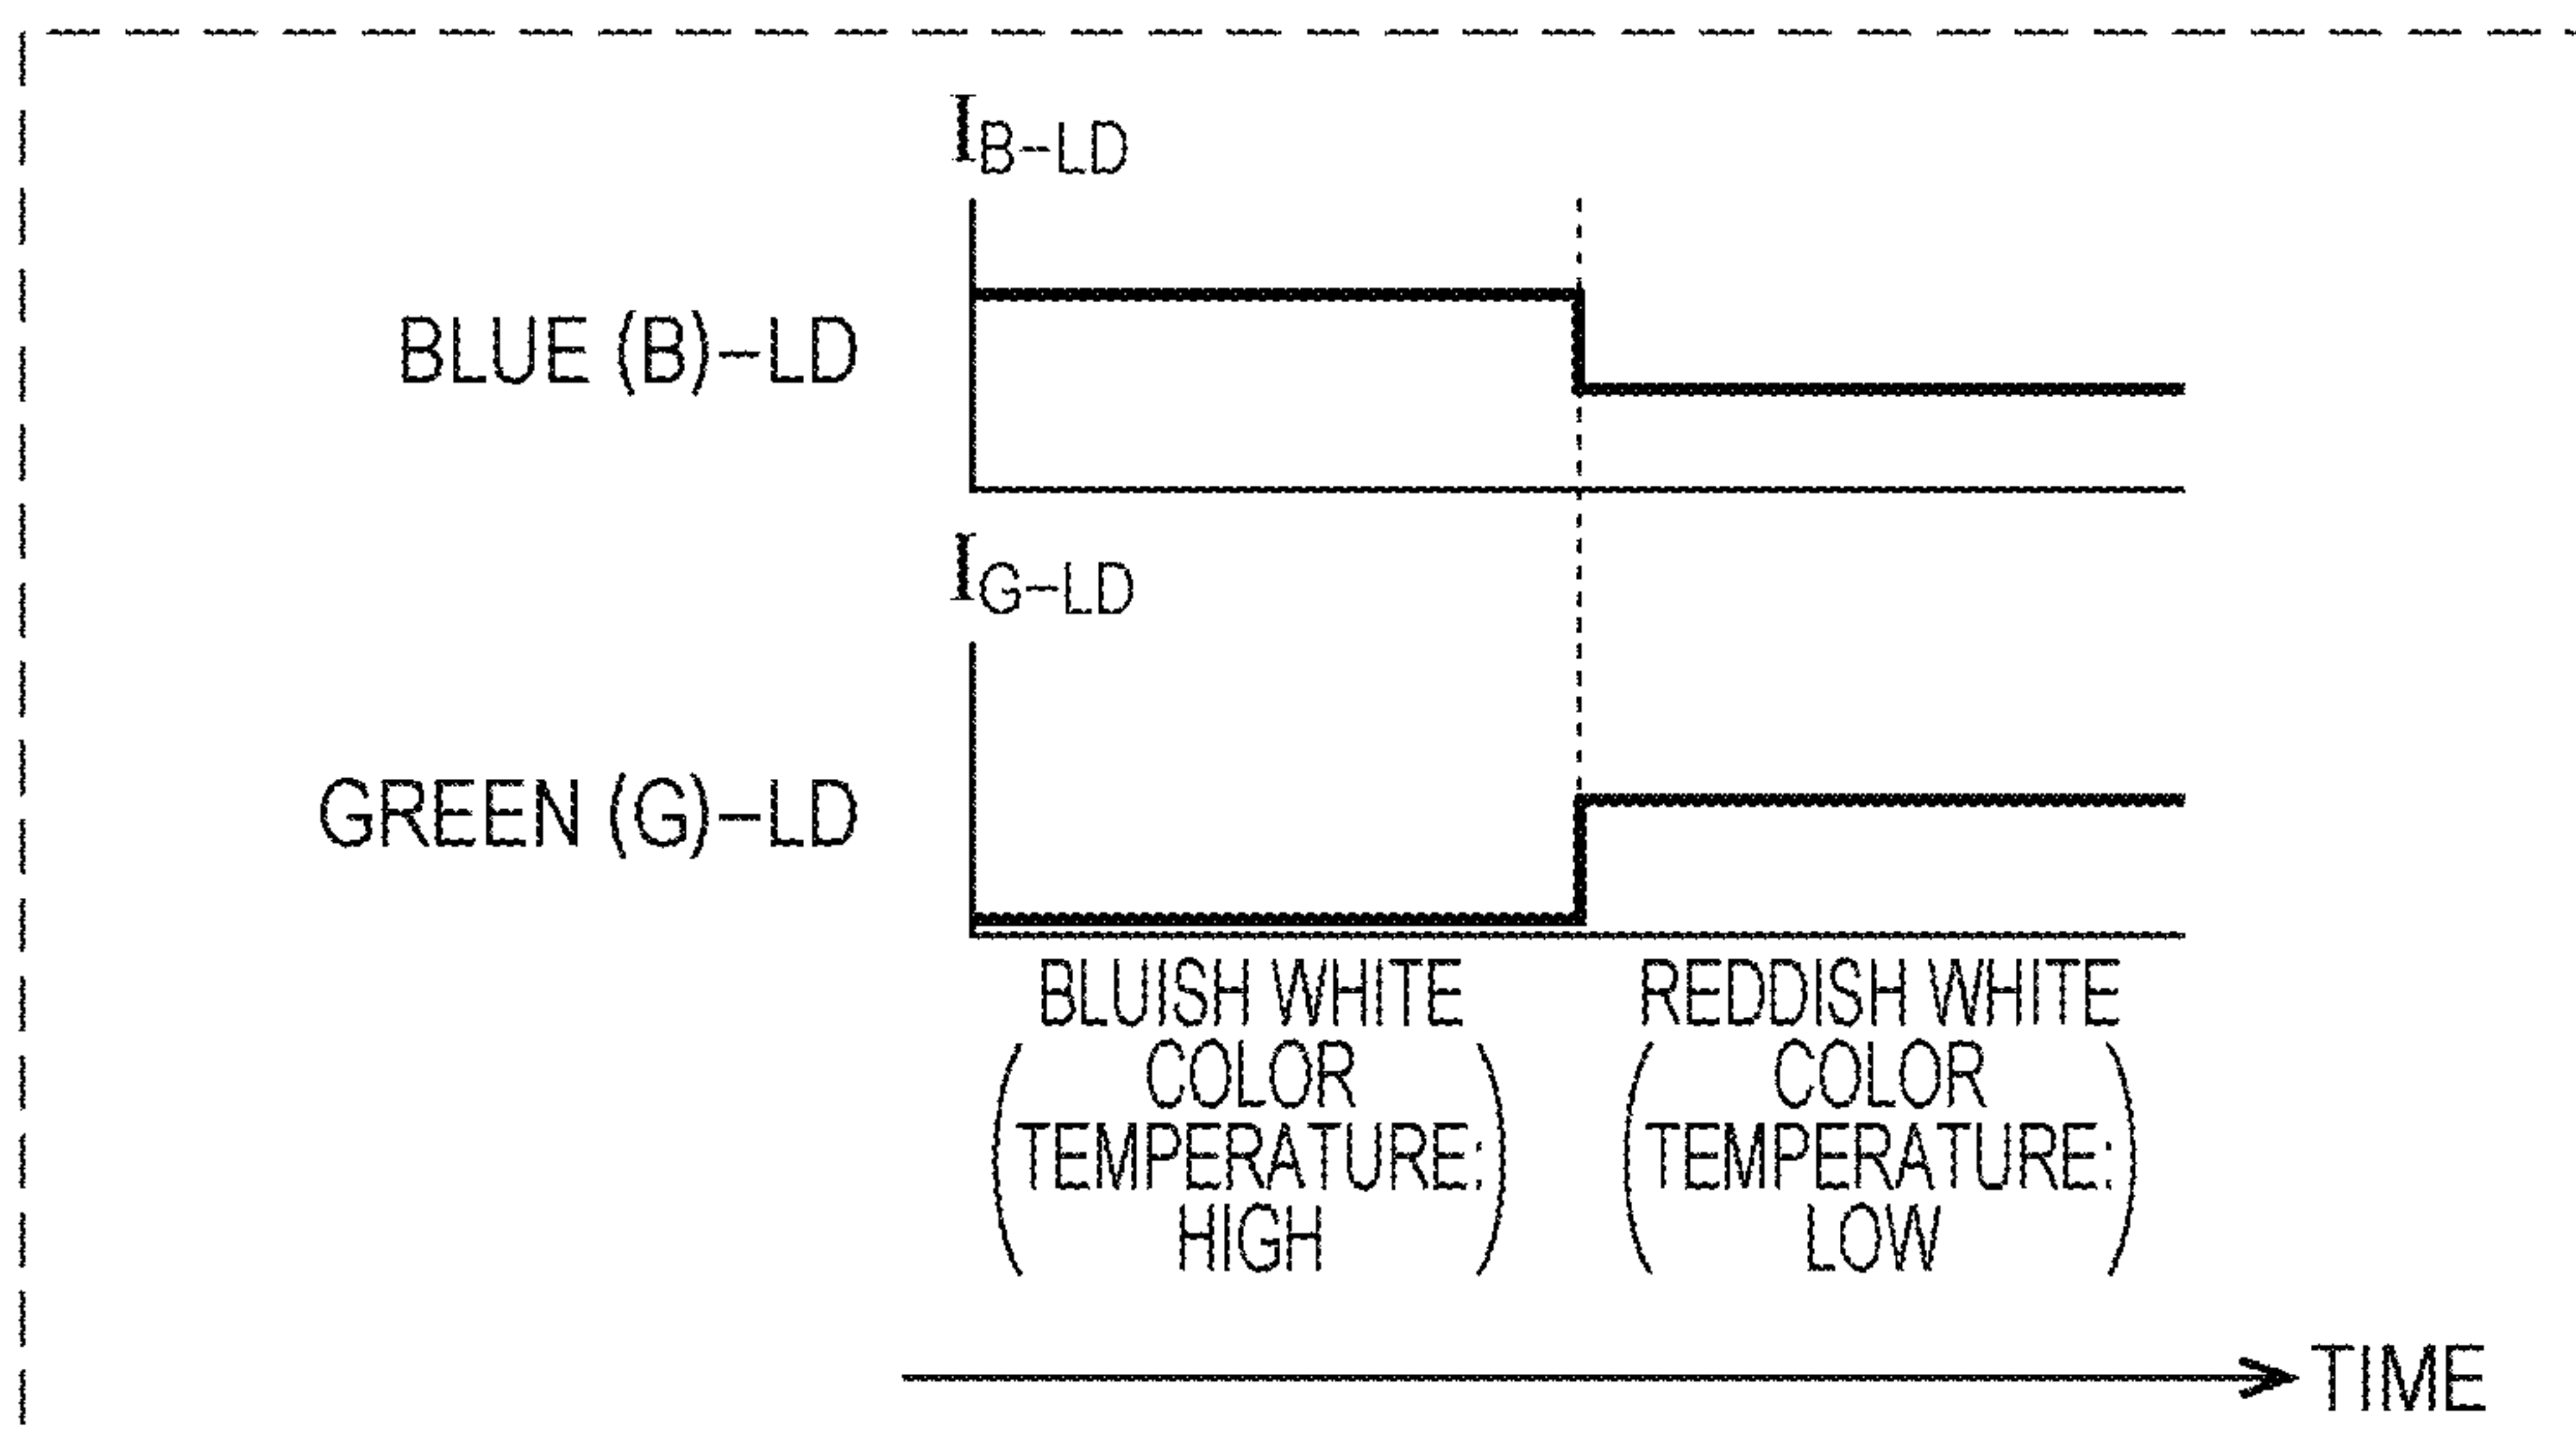 I_B-LD
BLUE (B)-LD
I_G-LD
GREEN (G)-LD
BLUISH WHITE
(COLOR
TEMPERATURE:
HIGH)
REDDISH WHITE
(COLOR
TEMPERATURE:
LOW)
TIME